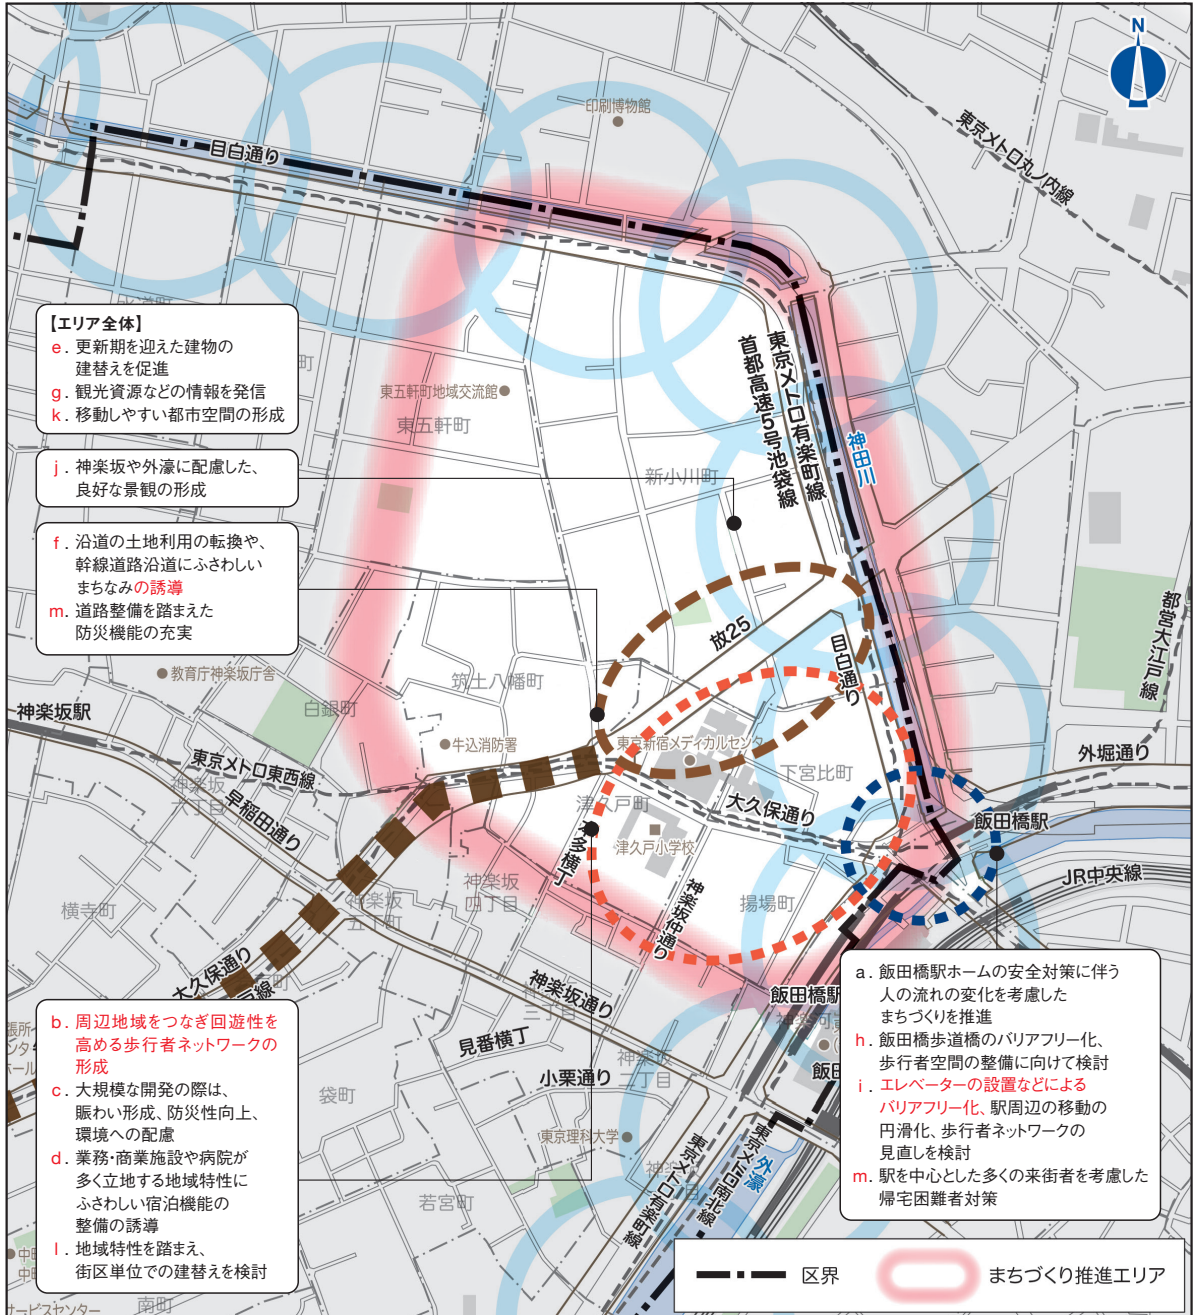 N
印刷博物館
東京メトロ丸ノ内線
目白通り
水道町
【エリア全体】
e. 更新期を迎えた建物の
建替えを促進
g. 観光資源などの情報を発信
k. 移動しやすい都市空間の形成
町
東五軒町地域交流館
東五軒町
首都高速5号池袋線
東京メトロ有楽町線
神田川
j. 神楽坂や外濠に配慮した、
良好な景観の形成
新小川町
f. 沿道の土地利用の転換や、
幹線道路沿道にふさわしい
まちなみの誘導
m. 道路整備を踏まえた
防災機能の充実
放25
目白通り
都営大江戸線
教育庁神楽坂庁舎
筑土八幡町
白銀町
神楽坂駅
牛込消防署
東京新宿メディカルセンタ
外堀通り
東京メトロ東西線
下宮比町
神楽坂
六丁目
早稲田通り
津久戸町
大久保通り
飯田橋駅
津久戸小学校
本多横丁
JR中央線
神楽坂
四丁目
神楽坂
五丁町
神楽坂仲通り
揚場町
横寺町
大久保通り
神楽坂通り
飯田橋駅
三丁目
見番横丁
小栗通り
神楽坂
二丁目
袋町
東京理科大学
若宮町
東京メトロ有楽町線
東京メトロ南北線
外濠
b. 周辺地域をつなぎ回遊性を
高める歩行者ネットワークの
形成
c. 大規模な開発の際は、
賑わい形成、防災性向上、
環境への配慮
d. 業務・商業施設や病院が
多く立地する地域特性に
ふさわしい宿泊機能の
整備の誘導
l. 地域特性を踏まえ、
街区単位での建替えを検討
a. 飯田橋駅ホームの安全対策に伴う
人の流れの変化を考慮した
まちづくりを推進
h. 飯田橋歩道橋のバリアフリー化、
歩行者空間の整備に向けて検討
i. エレベーターの設置などによる
バリアフリー化、駅周辺の移動の
円滑化、歩行者ネットワークの
見直しを検討
m. 駅を中心とした多くの来街者を考慮した
帰宅困難者対策
南町
サービスセンター
区界
まちづくり推進エリア